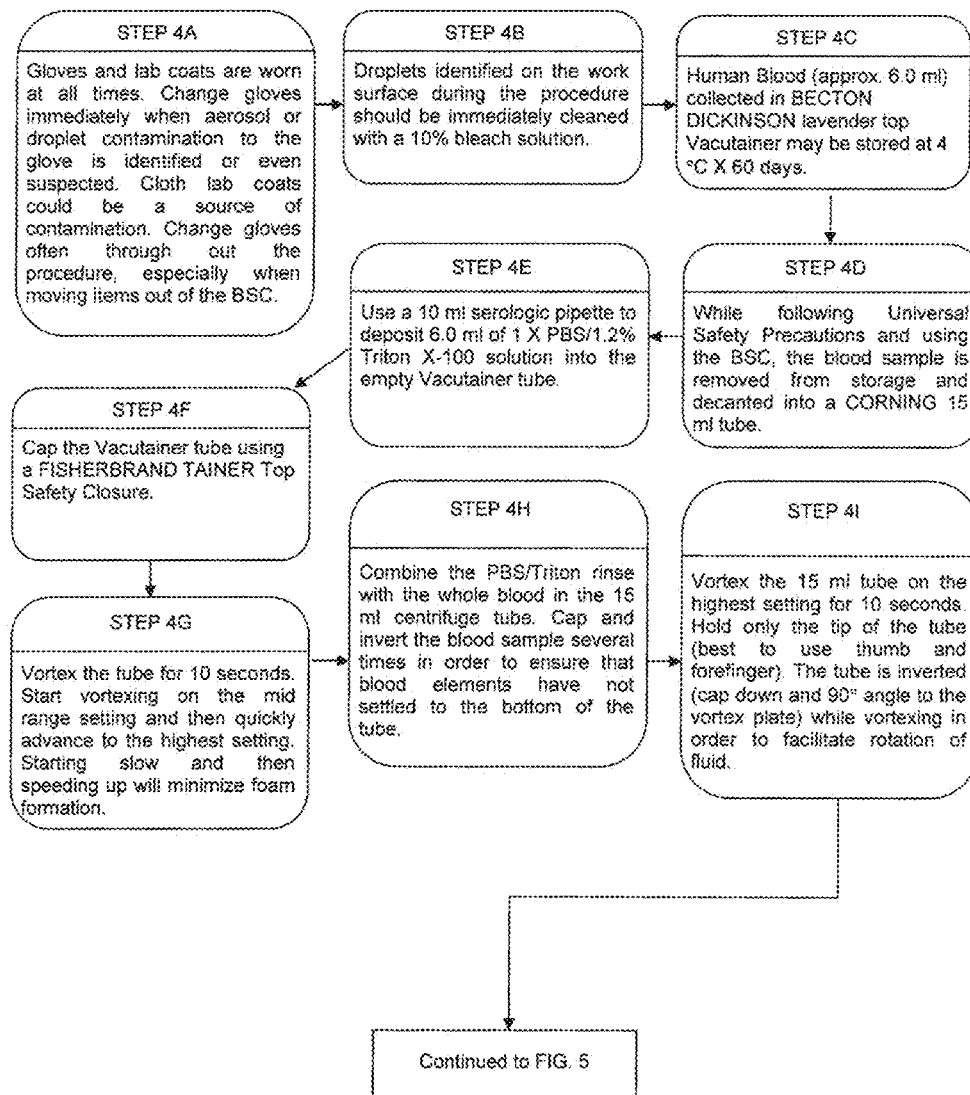 STEP 4A
Gloves and lab coats are worn
at all times. Change gloves
immediately when aerosol or
droplet contamination to the
glove is identified or even
suspected. Cloth lab coats
could be a source of
contamination. Change gloves
often through out the
procedure, especially when
moving items out of the BSC.
STEP 4B
Droplets identified on the work
surface during the procedure
should be immediately cleaned
with a 10% bleach solution.
STEP 4C
Human Blood (approx. 6.0 ml)
collected in BECTON
DICKINSON lavender top
Vacutainer may be stored at 4
°C X 60 days.
STEP 4D
While following Universal
Safety Precautions and using
the BSC, the blood sample is
removed from storage and
decanted into a CORNING 15
ml tube.
STEP 4E
Use a 10 ml serologic pipette to
deposit 6.0 ml of 1 X PBS/1.2%
Triton X-100 solution into the
empty Vacutainer tube.
STEP 4F
Cap the Vacutainer tube using
a FISHERBRAND TAINER Top
Safety Closure.
STEP 4G
Vortex the tube for 10 seconds.
Start vortexing on the mid
range setting and then quickly
advance to the highest setting.
Starting slow and then
speeding up will minimize foam
formation.
STEP 4H
Combine the PBS/Triton rinse
with the whole blood in the 15
ml centrifuge tube. Cap and
invert the blood sample several
times in order to ensure that
blood elements have not
settled to the bottom of the
tube.
STEP 4I
Vortex the 15 ml tube on the
highest setting for 10 seconds.
Hold only the tip of the tube
(best to use thumb and
forefinger). The tube is inverted
(cap down and 90° angle to the
vortex plate) while vortexing in
order to facilitate rotation of
fluid.
Continued to FIG. 5